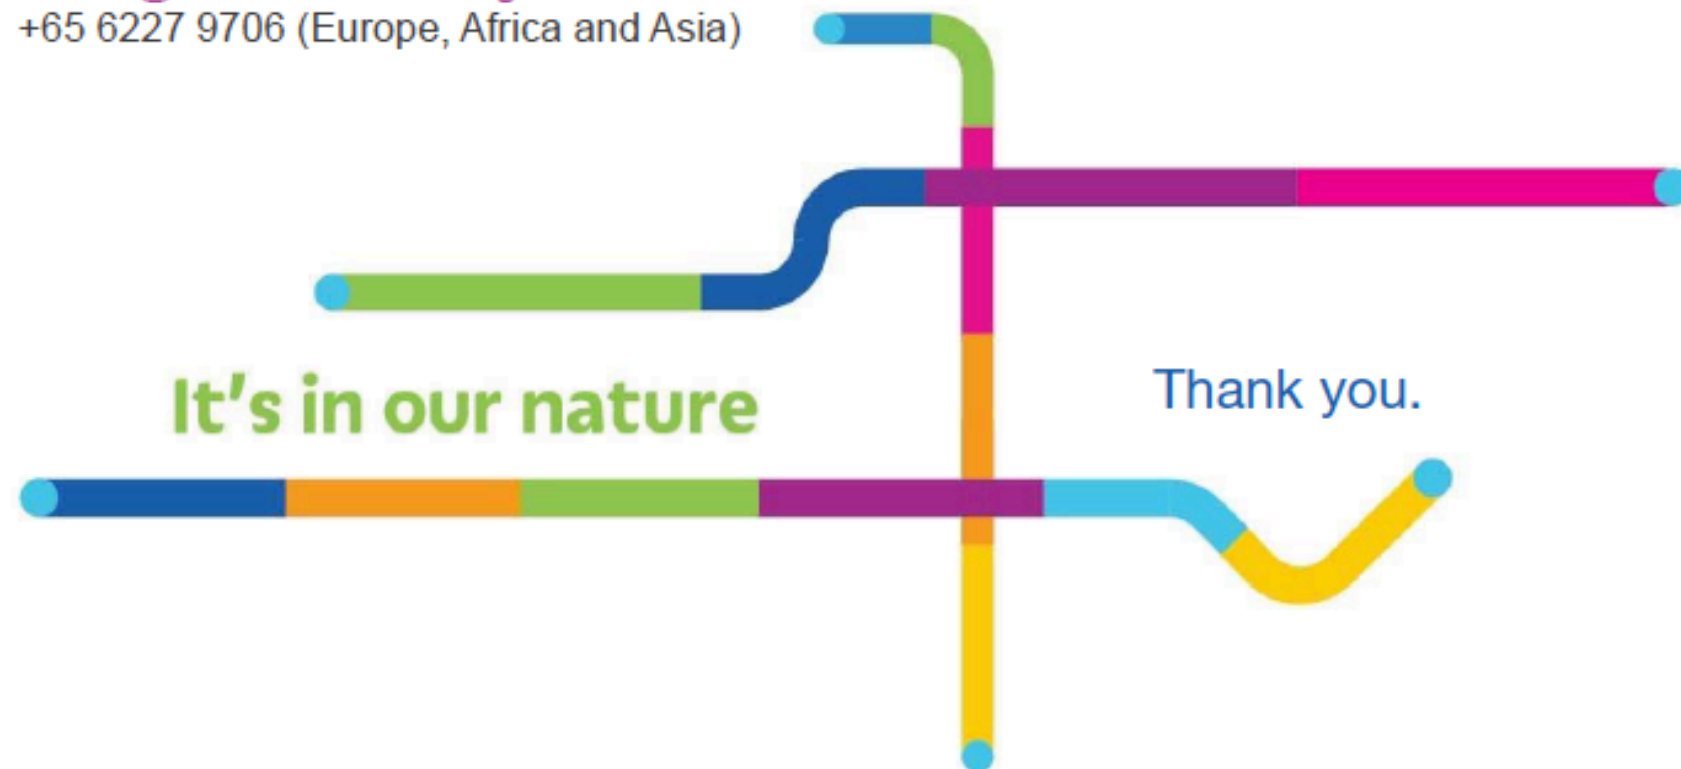 +65 6227 9706 (Europe, Africa and Asia)
It's in our nature
Thank you.